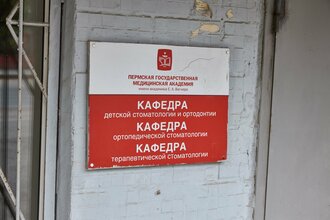 ПЕРМСКАЯ ГОСУДАРСТВЕННАЯ
МЕДИЦИНСКАЯ АКАДЕМИЯ
имени академика Е.А. Вагнера
КАФЕДРА
детской стоматологии и ортодонтии
КАФЕДРА
ортопедической стоматологии
КАФЕДРА
терапевтической стоматологии